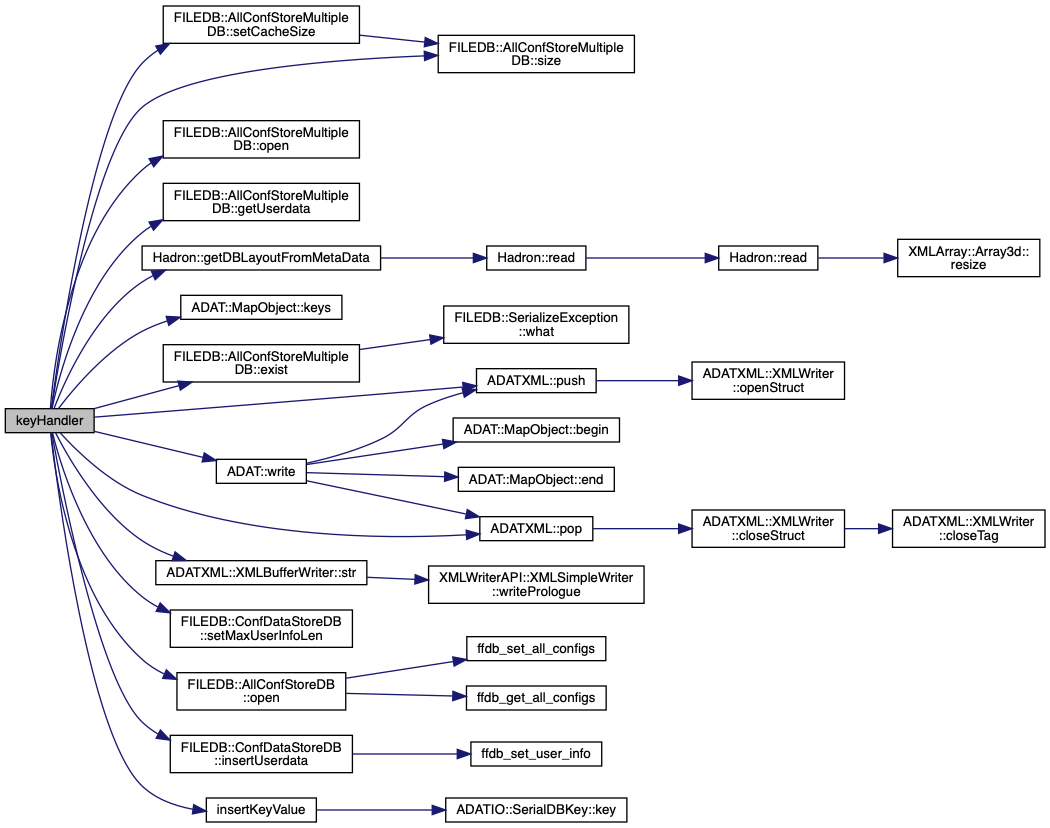 FILEDB::AllConfStoreMultiple
DB::setCacheSize
FILEDB::AllConfStoreMultiple
DB::size
FILEDB::AllConfStoreMultiple
DB::open
FILEDB::AllConfStoreMultiple
DB::getUserdata
Hadron::getDBLayoutFromMetaData
Hadron::read
Hadron::read
XMLArray::Array3d::
resize
ADAT::MapObject::keys
FILEDB::SerializeException
::what
FILEDB::AllConfStoreMultiple
DB::exist
ADATXML::push
ADATXML::XMLWriter
::openStruct
keyHandler
ADAT::MapObject::begin
ADAT::write
ADAT::MapObject::end
ADATXML::pop
ADATXML::XMLWriter
::closeStruct
ADATXML::XMLWriter
::closeTag
ADATXML::XMLBufferWriter::str
XMLWriterAPI::XMLSimpleWriter
::writePrologue
FILEDB::ConfDataStoreDB
::setMaxUserInfoLen
ffdb_set_all_configs
FILEDB::AllConfStoreDB
::open
ffdb_get_all_configs
FILEDB::ConfDataStoreDB
::insertUserdata
ffdb_set_user_info
insertKeyValue
ADATIO::SerialDBKey::key